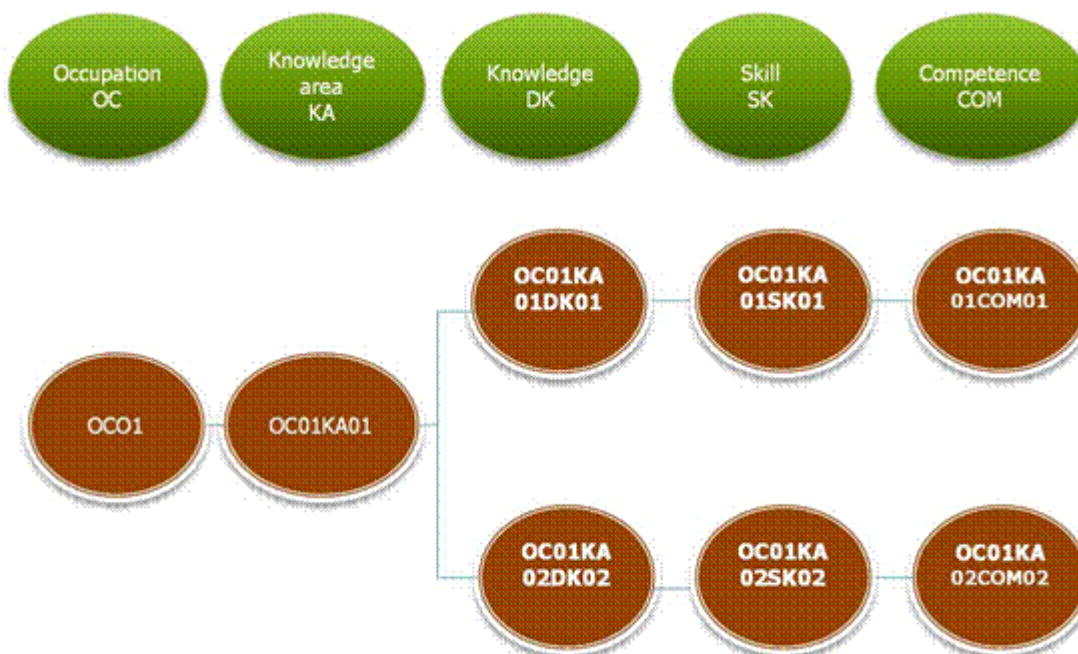 Occupation
OC
Knowledge
area
KA
Knowledge
DK
Skill
SK
Competence
COM
OC01KA
01DK01
OC01KA
01SK01
OC01KA
01COM01
OCO1
OC01KA01
OC01KA
02DK02
OC01KA
02SK02
OC01KA
02COM02